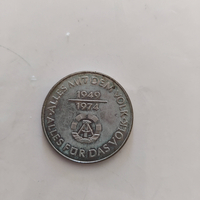 ALLES MIT DEM VOLK
1949
1974
ALLES FÜR DAS VOLK